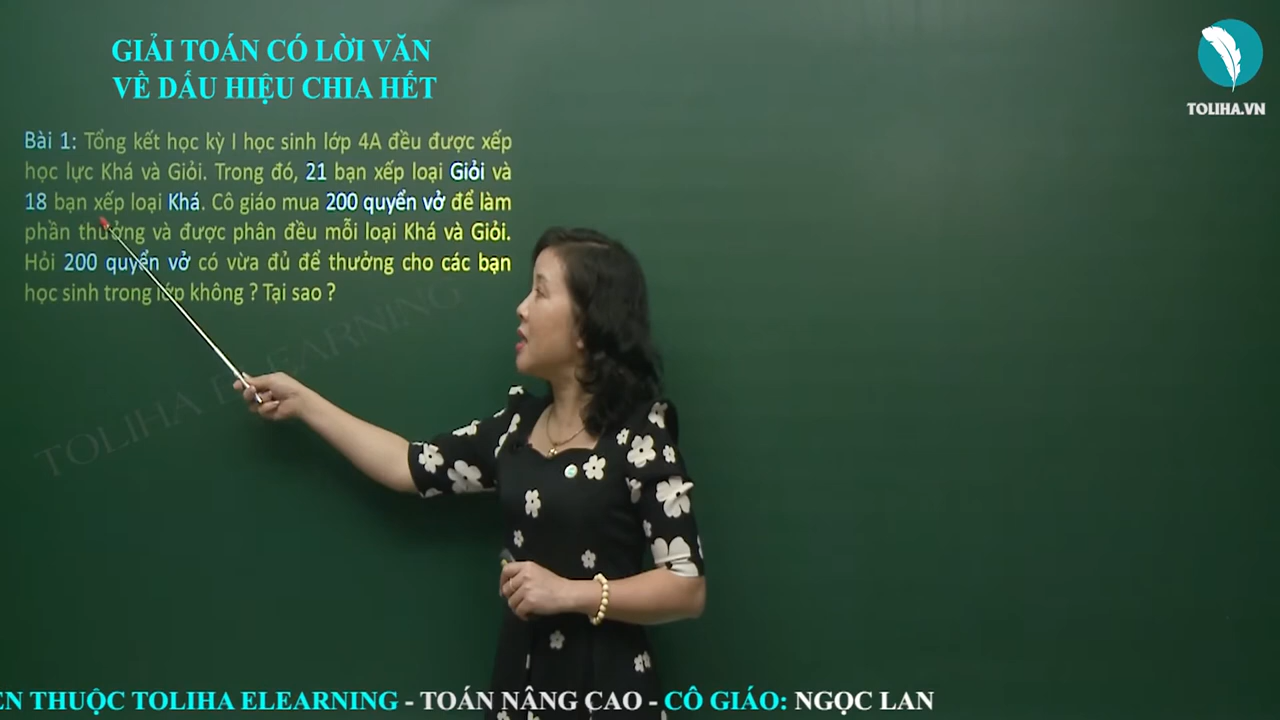 GIẢI TOÁN CÓ LỜI VĂN
VỀ DẤU HIỆU CHIA HẾT
TOLIHA.VN
Bài 1: Tổng kết học kỳ I học sinh lớp 4A đều được xếp
học lực Khá và Giỏi. Trong đó, 21 bạn xếp loại Giỏi và
18 bạn xếp loại Khá. Cô giáo mua 200 quyển vở để làm
phần thưởng và được phân đều mỗi loại Khá và Giỏi.
Hỏi 200 quyển vở có vừa đủ để thưởng cho các bạn
học sinh trong lớp không ? Tại sao ?
TOLIHA ELEARNING
THUỘC TOLIHA ELEARNING - TOÁN NÂNG CAO - CÔ GIÁO: NGỌC LAN